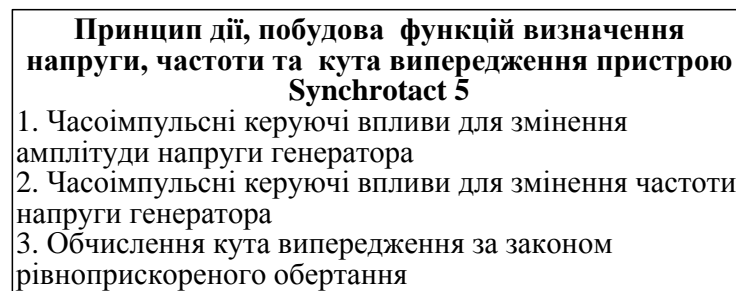 Принцип дії, побудова функцій визначення
напруги, частоти та кута випередження пристрою
Synchrotact 5
1. Часоімпульсні керуючі впливи для змінення
амплітуди напруги генератора
2. Часоімпульсні керуючі впливи для змінення частоти
напруги генератора
3. Обчислення кута випередження за законом
рівноприскореного обертання